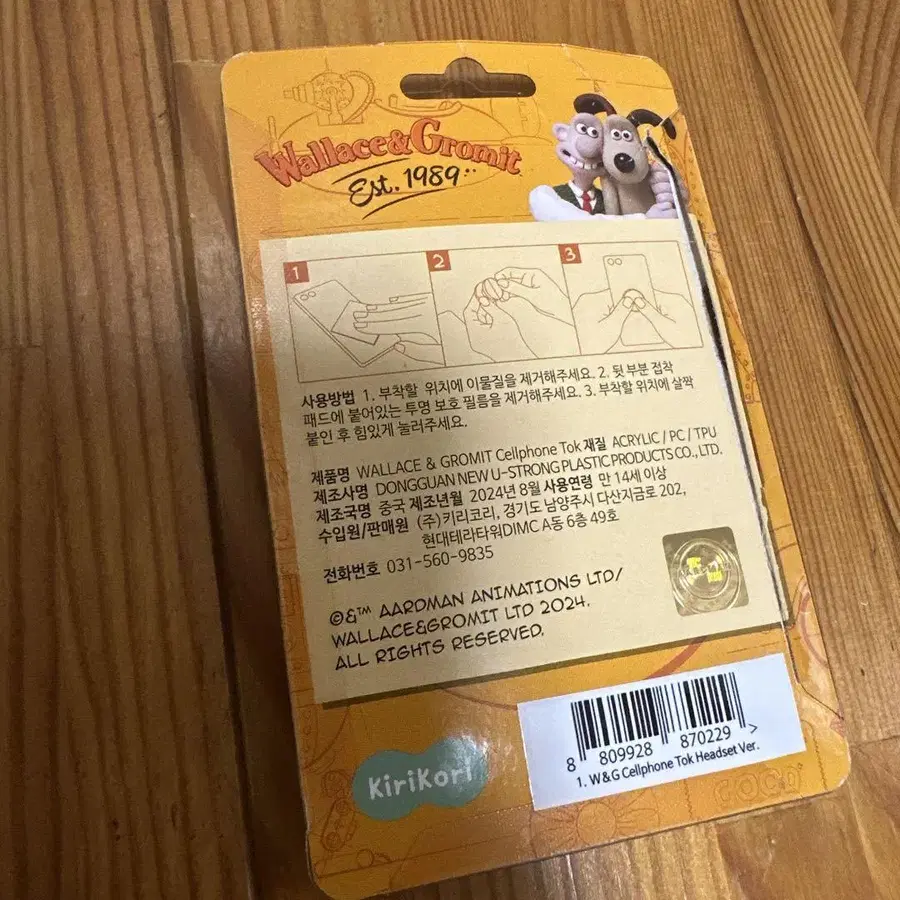 Wallace & Gromit
Est. 1989
1
2
3
사용방법 1. 부착할 위치에 이물질을 제거해주세요. 2. 뒷 부분 접착
패드에 붙어있는 투명 보호 필름을 제거해주세요. 3. 부착할 위치에 살짝
붙인 후 힘있게 눌러주세요.
제품명 WALLACE & GROMIT Cellphone Tok 재질 ACRYLIC / PC / TPU
제조사명 DONGGUAN NEW U-STRONG PLASTIC PRODUCTS CO., LTD.
제조국명 중국 제조년월 2024년 8월 사용연령 만 14세 이상
수입원/판매원 (주)키리코리, 경기도 남양주시 다산지금로 202,
현대테라타워DIMC A동 6층 49호
전화번호 031-560-9835
©&™ AARDMAN ANIMATIONS LTD/
WALLACE&GROMIT LTD 2024.
ALL RIGHTS RESERVED.
KiriKori
8 809928 870229 >
1. W&G Cellphone Tok Headset Ver.